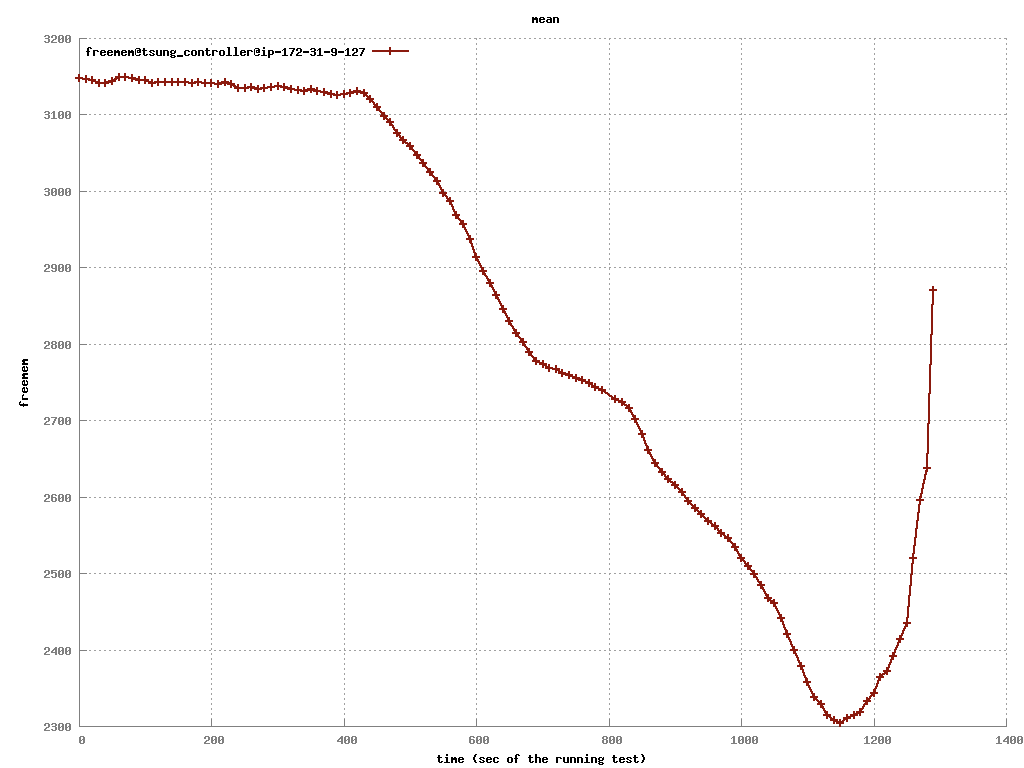 mean
freemem@tsung_controller@ip-172-31-9-127
3200
3100
3000
2900
2800
2700
2600
2500
2400
2300
freemem
0 200 400 600 800 1000 1200 1400
time (sec of the running test)